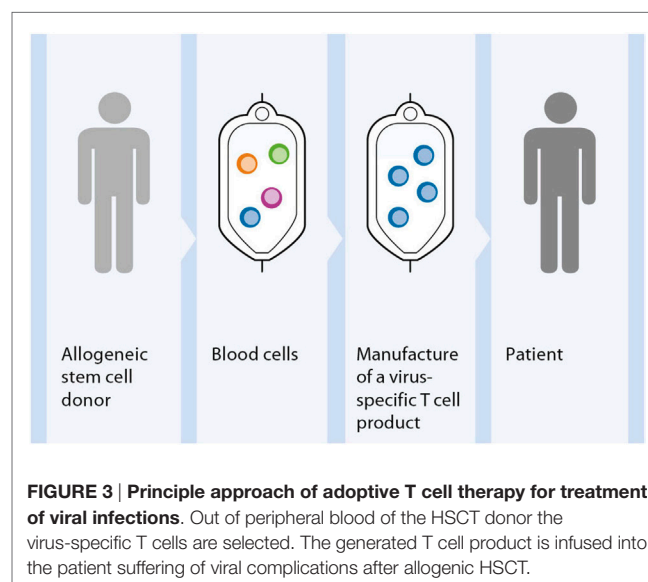 Allogeneic
stem cell
donor
Blood cells
Manufacture
of a virus-
specific T cell
product
Patient
FIGURE 3 | Principle approach of adoptive T cell therapy for treatment
of viral infections. Out of peripheral blood of the HSCT donor the
virus-specific T cells are selected. The generated T cell product is infused into
the patient suffering of viral complications after allogenic HSCT.